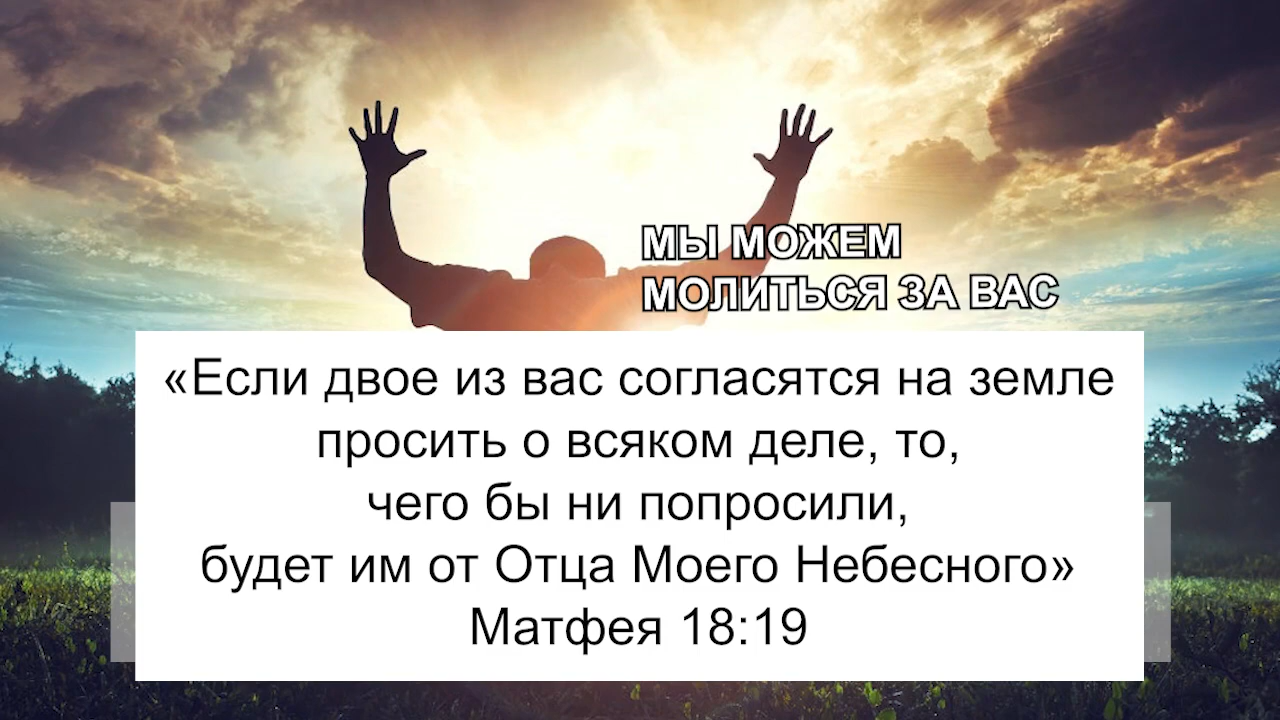 МЫ МОЖЕМ
МОЛИТЬСЯ ЗА ВАС
«Если двое из вас согласятся на земле
просить о всяком деле, то,
чего бы ни попросили,
будет им от Отца Моего Небесного»
Матфея 18:19